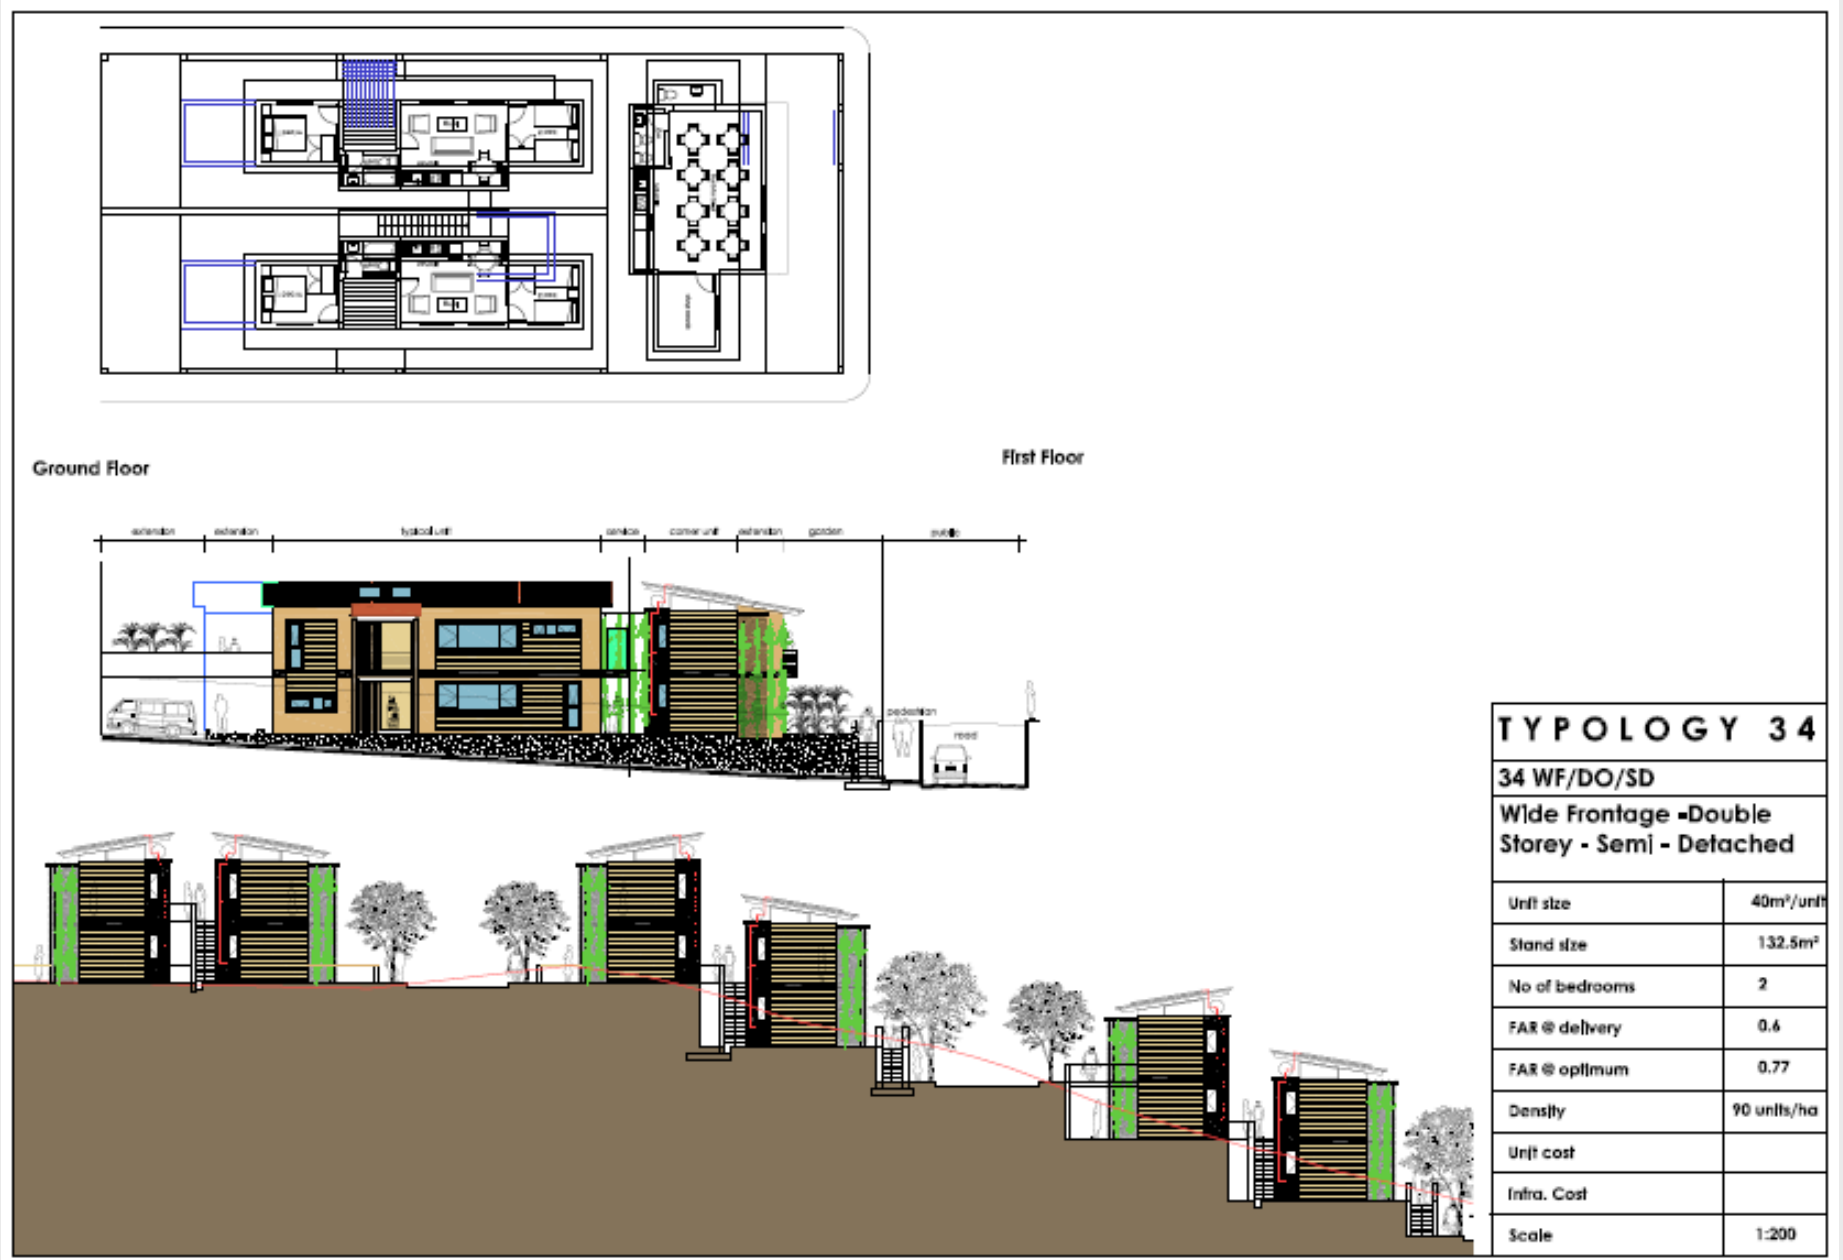 Ground Floor
First Floor
extension extension typical unit service corner unit extension garden public
pedestrian
road
TYPOLOGY 34
34 WF/DO/SD
Wide Frontage -Double
Storey - Semi - Detached
Unit size 40m²/unit
Stand size 132.5m²
No of bedrooms 2
FAR @ delivery 0.6
FAR @ optimum 0.77
Density 90 units/ha
Unit cost
Infra. Cost
Scale 1:200